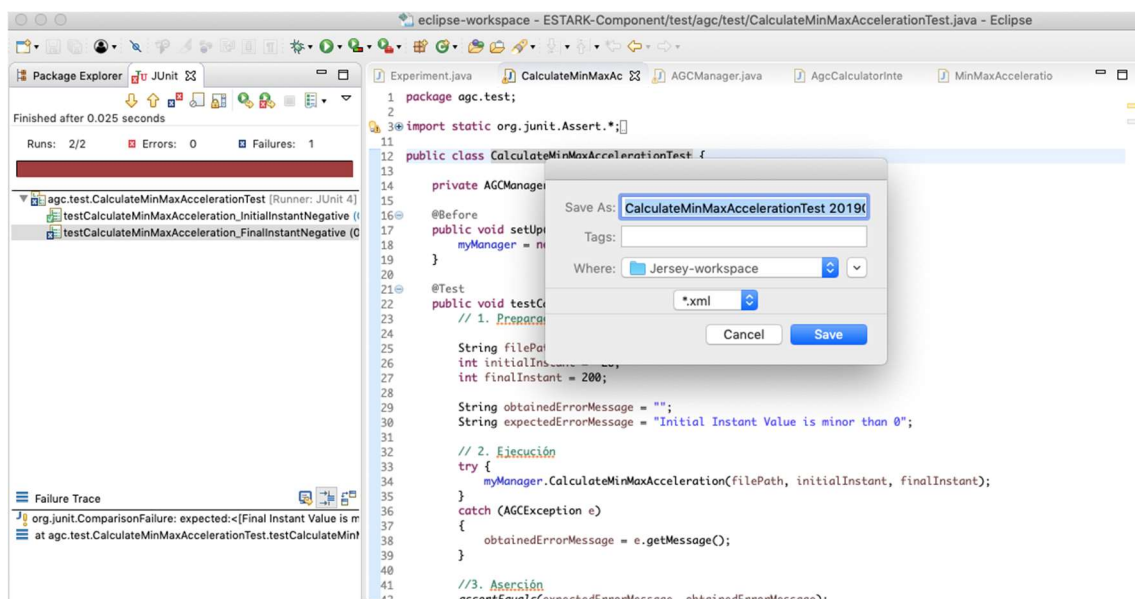 eclipse-workspace - ESTARK-Component/test/agc/test/CalculateMinMaxAccelerationTest.java - Eclipse
Package Explorer JUnit
Finished after 0.025 seconds
Runs: 2/2 Errors: 0 Failures: 1
agc.test.CalculateMinMaxAccelerationTest [Runner: JUnit 4]
testCalculateMinMaxAcceleration_InitialInstantNegative
testCalculateMinMaxAcceleration_FinalInstantNegative (0
Failure Trace
org.junit.ComparisonFailure: expected:<[Final Instant Value is m
at agc.test.CalculateMinMaxAccelerationTest.testCalculateMinM
Experiment.java CalculateMinMaxAc AGCManager.java AgcCalculatorInte MinMaxAcceleratio
1 package agc.test;
2
3 import static org.junit.Assert.*;
11
12 public class CalculateMinMaxAccelerationTest {
13
14 private AGCManager
15
16 @Before
17 public void setUp
18 myManager = ne
19 }
20
21 @Test
22 public void testCa
23 // 1. Prepara
24
25 String filePat
26 int initialInstant =
27 int finalInstant = 200;
28
29 String obtainedErrorMessage = "";
30 String expectedErrorMessage = "Initial Instant Value is minor than 0";
31
32 // 2. Ejecución
33 try {
34 myManager.CalculateMinMaxAcceleration(filePath, initialInstant, finalInstant);
35 }
36 catch (AGCException e)
37 {
38 obtainedErrorMessage = e.getMessage();
39 }
40
41 //3. Aserción
42 assertEquals(expectedErrorMessage, obtainedErrorMessage);
Save As: CalculateMinMaxAccelerationTest 2019
Tags:
Where: Jersey-workspace
*.xml
Cancel Save